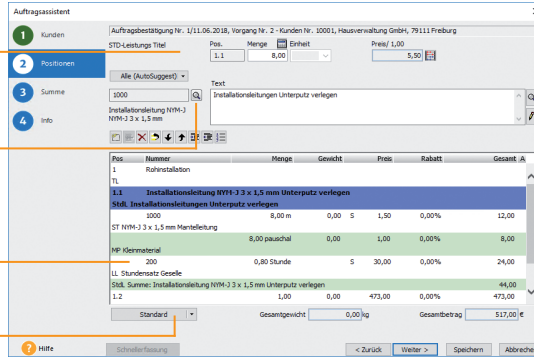 Auftragsassistent
Auftragsbestätigung Nr. 1/11.06.2018, Vorgang Nr. 2 - Kunden Nr. 10001, Hausverwaltung GmbH, 79111 Freiburg
1 Kunden
2 Positionen
3 Summe
4 Info
STD-Leistungs Titel
Pos. Menge Einheit Preis/ 1,00
1.1 8,00 5,50
Alle (AutoSuggest)
Text
1000
Installationsleitungen Unterputz verlegen
Installationsleitung NYM-J
NYM-J 3 x 1,5 mm
Pos Nummer Menge Gewicht Preis Rabatt Gesamt A
1 Rohinstallation
TL
1.1 Installationsleitung NYM-J 3 x 1,5 mm Unterputz verlegen
StdL Installationsleitungen Unterputz verlegen
1000 8,00 m 0,00 S 1,50 0,00% 12,00
ST NYM-J 3 x 1,5 mm Mantelleitung
8,00 pauschal 0,00 1,00 0,00% 8,00
MP Kleinmaterial
200 0,80 Stunde S 30,00 0,00% 24,00
LL Stundensatz Geselle
StdL Summe: Installationsleitung NYM-J 3 x 1,5 mm Unterputz verlegen 44,00
1.2 1,00 0,00 473,00 0,00% 473,00
Standard Gesamtgewicht 0,00 kg Gesamtbetrag 517,00 €
? Hilfe Schnellerfassung < Zurück Weiter > Speichern Abbreche